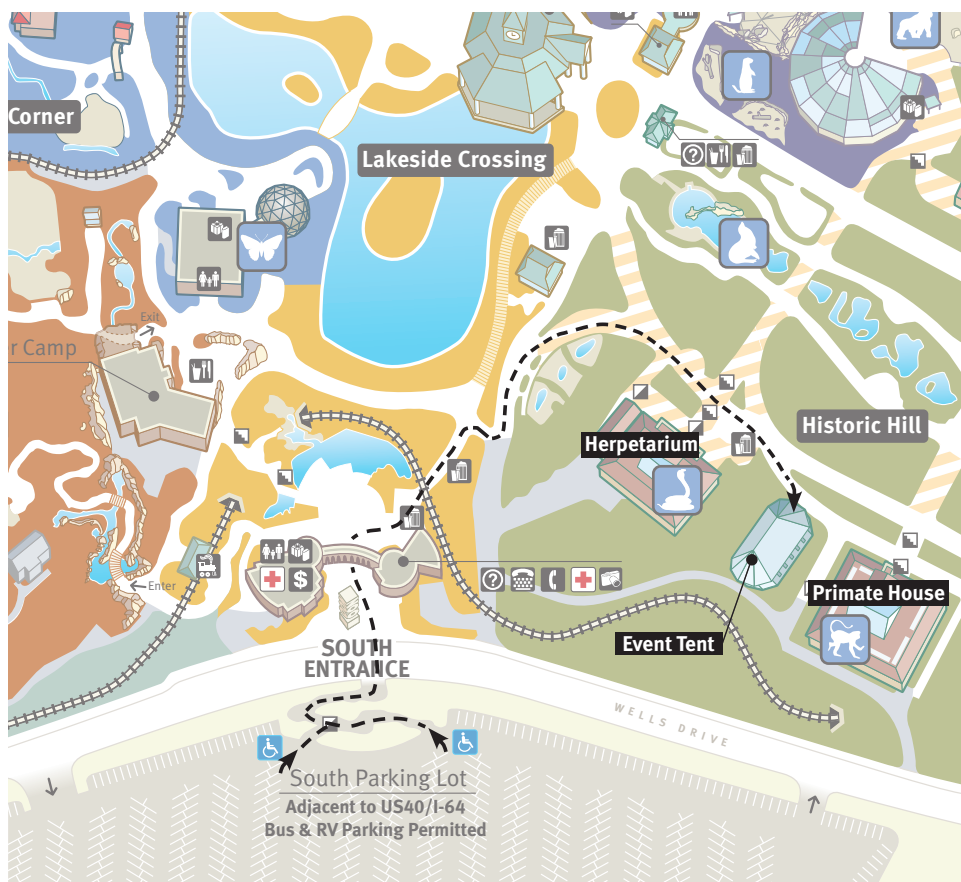 Corner
Lakeside Crossing
Exit
r Camp
Herpetarium
Historic Hill
Enter
Primate House
Event Tent
SOUTH
ENTRANCE
WELLS DRIVE
South Parking Lot
Adjacent to US40/I-64
Bus & RV Parking Permitted